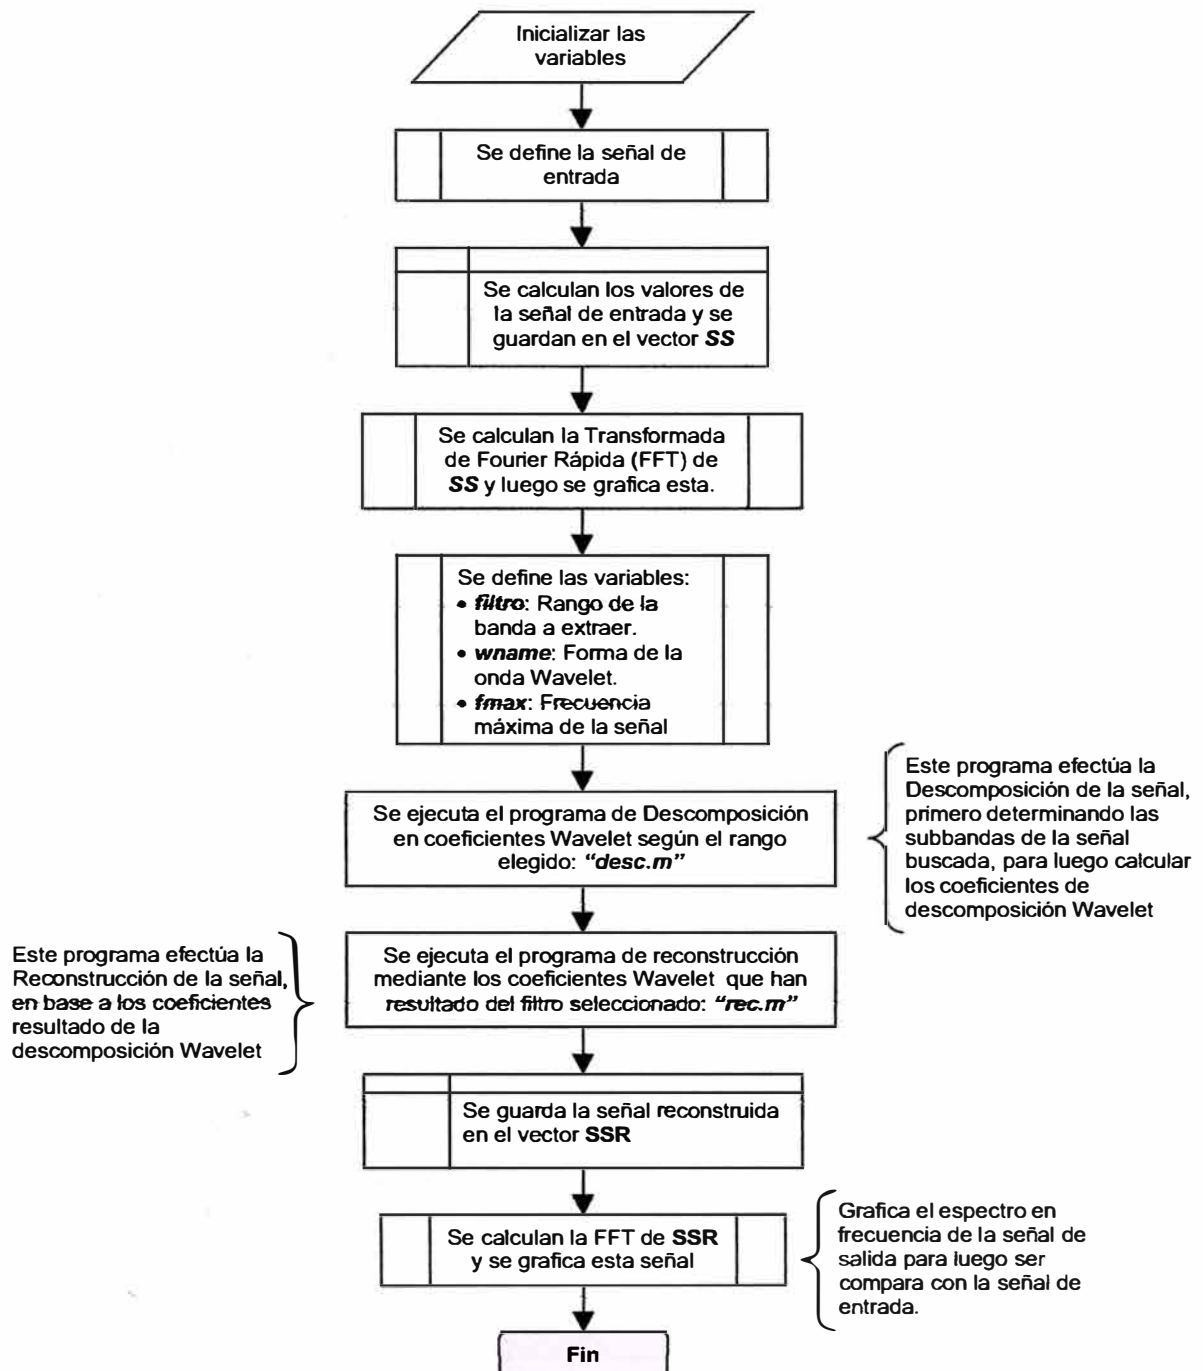 Inicializar las
variables
Se define la señal de
entrada
Se calculan los valores de
la señal de entrada y se
guardan en el vector SS
Se calculan la Transformada
de Fourier Rápida (FFT) de
SS y luego se grafica esta.
Se define las variables:
• filtro: Rango de la
banda a extraer.
• wname: Forma de la
onda Wavelet.
• fmax: Frecuencia
máxima de la señal
Se ejecuta el programa de Descomposición
en coeficientes Wavelet según el rango
elegido: “desc.m”
Este programa efectúa la
Descomposición de la señal,
primero determinando las
subbandas de la señal
buscada, para luego calcular
los coeficientes de
descomposición Wavelet
Este programa efectúa la
Reconstrucción de la señal,
en base a los coeficientes
resultado de la
descomposición Wavelet
Se ejecuta el programa de reconstrucción
mediante los coeficientes Wavelet que han
resultado del filtro seleccionado: “rec.m”
Se guarda la señal reconstruida
en el vector SSR
Se calculan la FFT de SSR
y se grafica esta señal
Grafica el espectro en
frecuencia de la señal de
salida para luego ser
compara con la señal de
entrada.
Fin